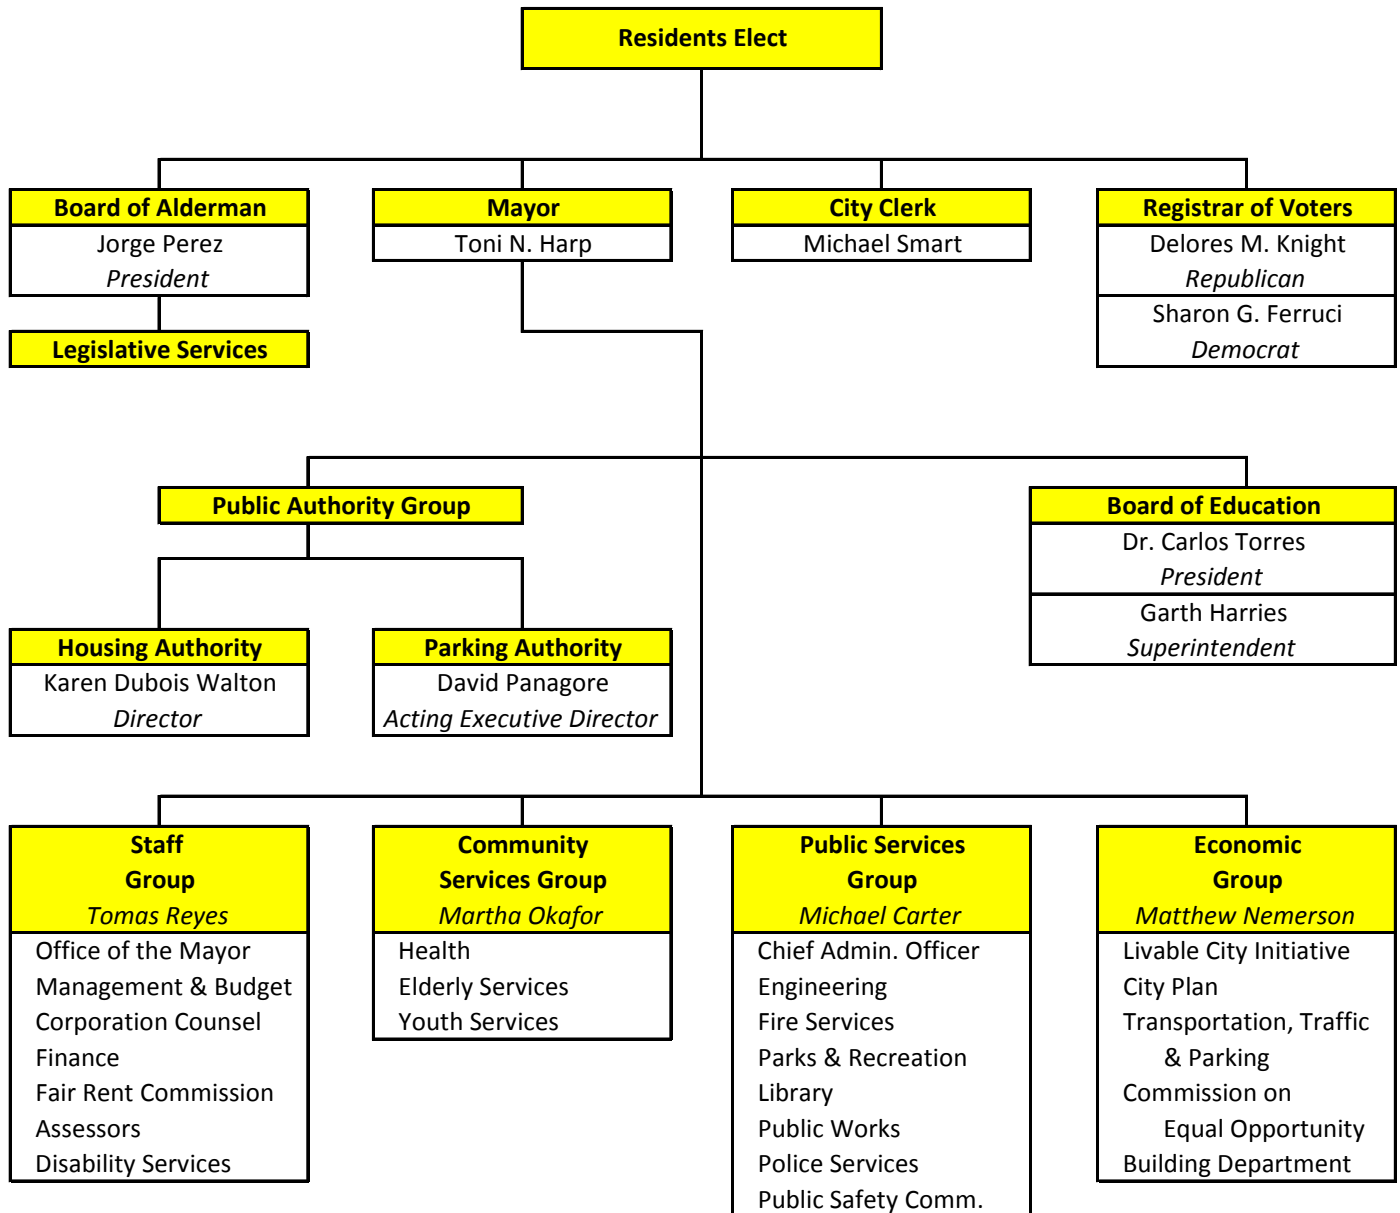 Residents Elect
Board of Alderman
Jorge Perez
President
Legislative Services
Mayor
Toni N. Harp
City Clerk
Michael Smart
Registrar of Voters
Delores M. Knight
Republican
Sharon G. Ferruci
Democrat
Public Authority Group
Housing Authority
Karen Dubois Walton
Director
Parking Authority
David Panagore
Acting Executive Director
Board of Education
Dr. Carlos Torres
President
Garth Harries
Superintendent
Staff
Group
Tomas Reyes
Office of the Mayor
Management & Budget
Corporation Counsel
Finance
Fair Rent Commission
Assessors
Disability Services
Community
Services Group
Martha Okafor
Health
Elderly Services
Youth Services
Public Services
Group
Michael Carter
Chief Admin. Officer
Engineering
Fire Services
Parks & Recreation
Library
Public Works
Police Services
Public Safety Comm.
Economic
Group
Matthew Nemerson
Livable City Initiative
City Plan
Transportation, Traffic
& Parking
Commission on
Equal Opportunity
Building Department